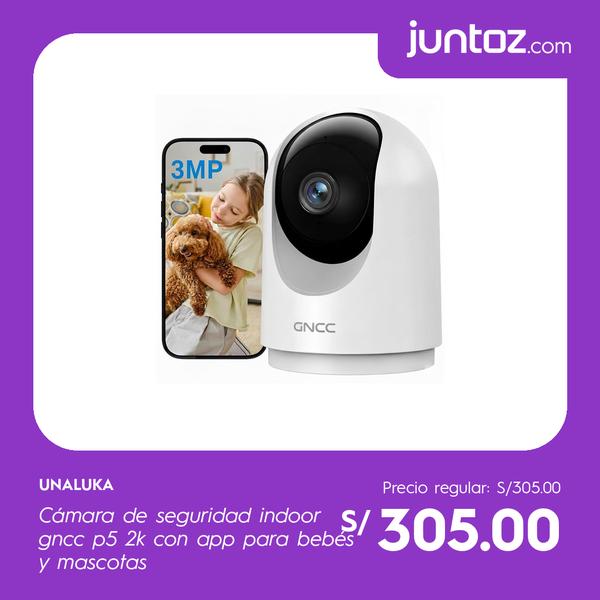 juntoz.com
3MP
GNCC
UNALUKA
Cámara de seguridad indoor
gncc p5 2k con app para bebés
y mascotas
Precio regular: S/305.00
S/ 305.00